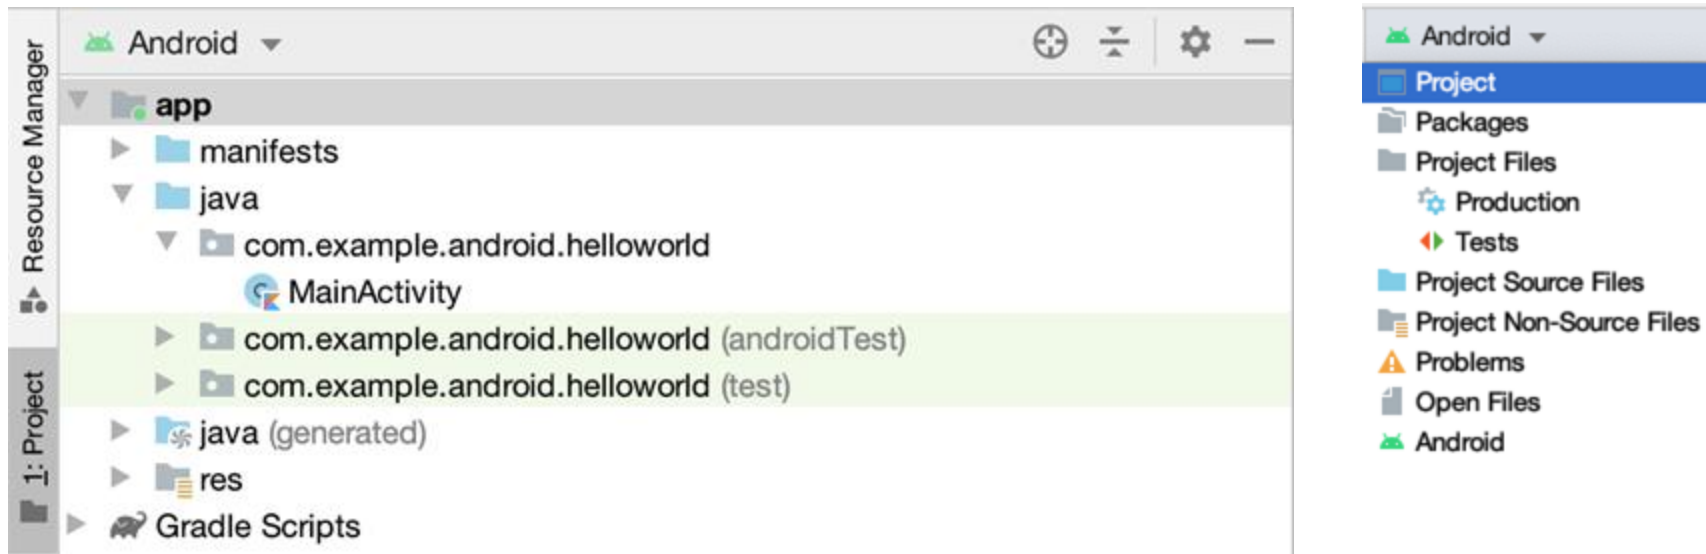 Resource Manager
1: Project
Android
app
manifests
java
com.example.android.helloworld
MainActivity
com.example.android.helloworld (androidTest)
com.example.android.helloworld (test)
java (generated)
res
Gradle Scripts
Android
Project
Packages
Project Files
Production
Tests
Project Source Files
Project Non-Source Files
Problems
Open Files
Android